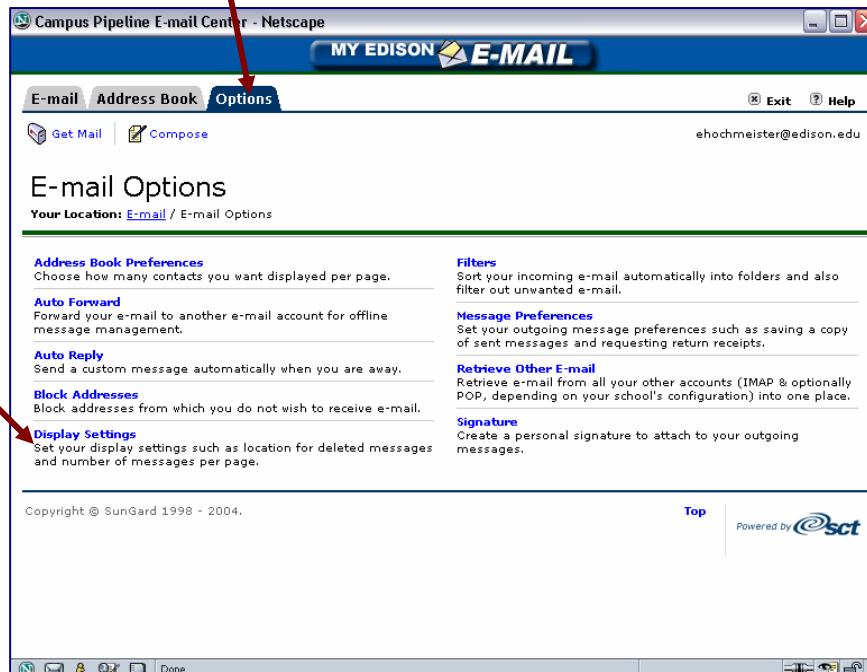 Campus Pipeline E-mail Center - Netscape
MY EDISON E-MAIL
E-mail Address Book Options
Exit Help
Get Mail Compose
ehochmeister@edison.edu
E-mail Options
Your Location: E-mail / E-mail Options
Address Book Preferences
Choose how many contacts you want displayed per page.
Auto Forward
Forward your e-mail to another e-mail account for offline
message management.
Auto Reply
Send a custom message automatically when you are away.
Block Addresses
Block addresses from which you do not wish to receive e-mail.
Display Settings
Set your display settings such as location for deleted messages
and number of messages per page.
Filters
Sort your incoming e-mail automatically into folders and also
filter out unwanted e-mail.
Message Preferences
Set your outgoing message preferences such as saving a copy
of sent messages and requesting return receipts.
Retrieve Other E-mail
Retrieve e-mail from all your other accounts (IMAP & optionally
POP, depending on your school's configuration) into one place.
Signature
Create a personal signature to attach to your outgoing
messages.
Copyright © SunGard 1998 - 2004.
Top
Powered by sct
Done